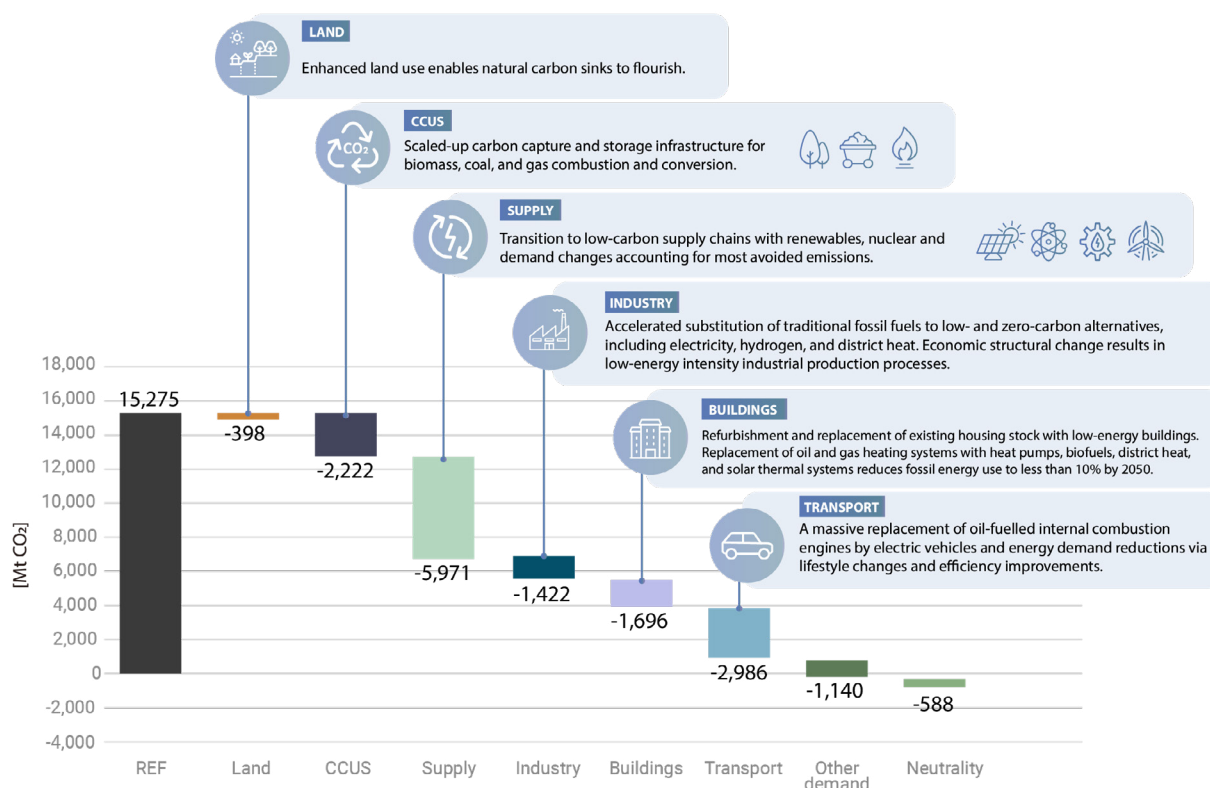 LAND
Enhanced land use enables natural carbon sinks to flourish.
CO₂
CCUS
Scaled-up carbon capture and storage infrastructure for
biomass, coal, and gas combustion and conversion.
SUPPLY
Transition to low-carbon supply chains with renewables, nuclear and
demand changes accounting for most avoided emissions.
INDUSTRY
Accelerated substitution of traditional fossil fuels to low- and zero-carbon alternatives,
including electricity, hydrogen, and district heat. Economic structural change results in
low-energy intensity industrial production processes.
BUILDINGS
Refurbishment and replacement of existing housing stock with low-energy buildings.
Replacement of oil and gas heating systems with heat pumps, biofuels, district heat,
and solar thermal systems reduces fossil energy use to less than 10% by 2050.
TRANSPORT
A massive replacement of oil-fuelled internal combustion
engines by electric vehicles and energy demand reductions via
lifestyle changes and efficiency improvements.
[Mt CO₂]
18,000
16,000
14,000
12,000
10,000
8,000
6,000
4,000
2,000
0
-2,000
-4,000
15,275
-398
-2,222
-5,971
-1,422
-1,696
-2,986
-1,140
-588
REF
Land
CCUS
Supply
Industry
Buildings
Transport
Other
demand
Neutrality